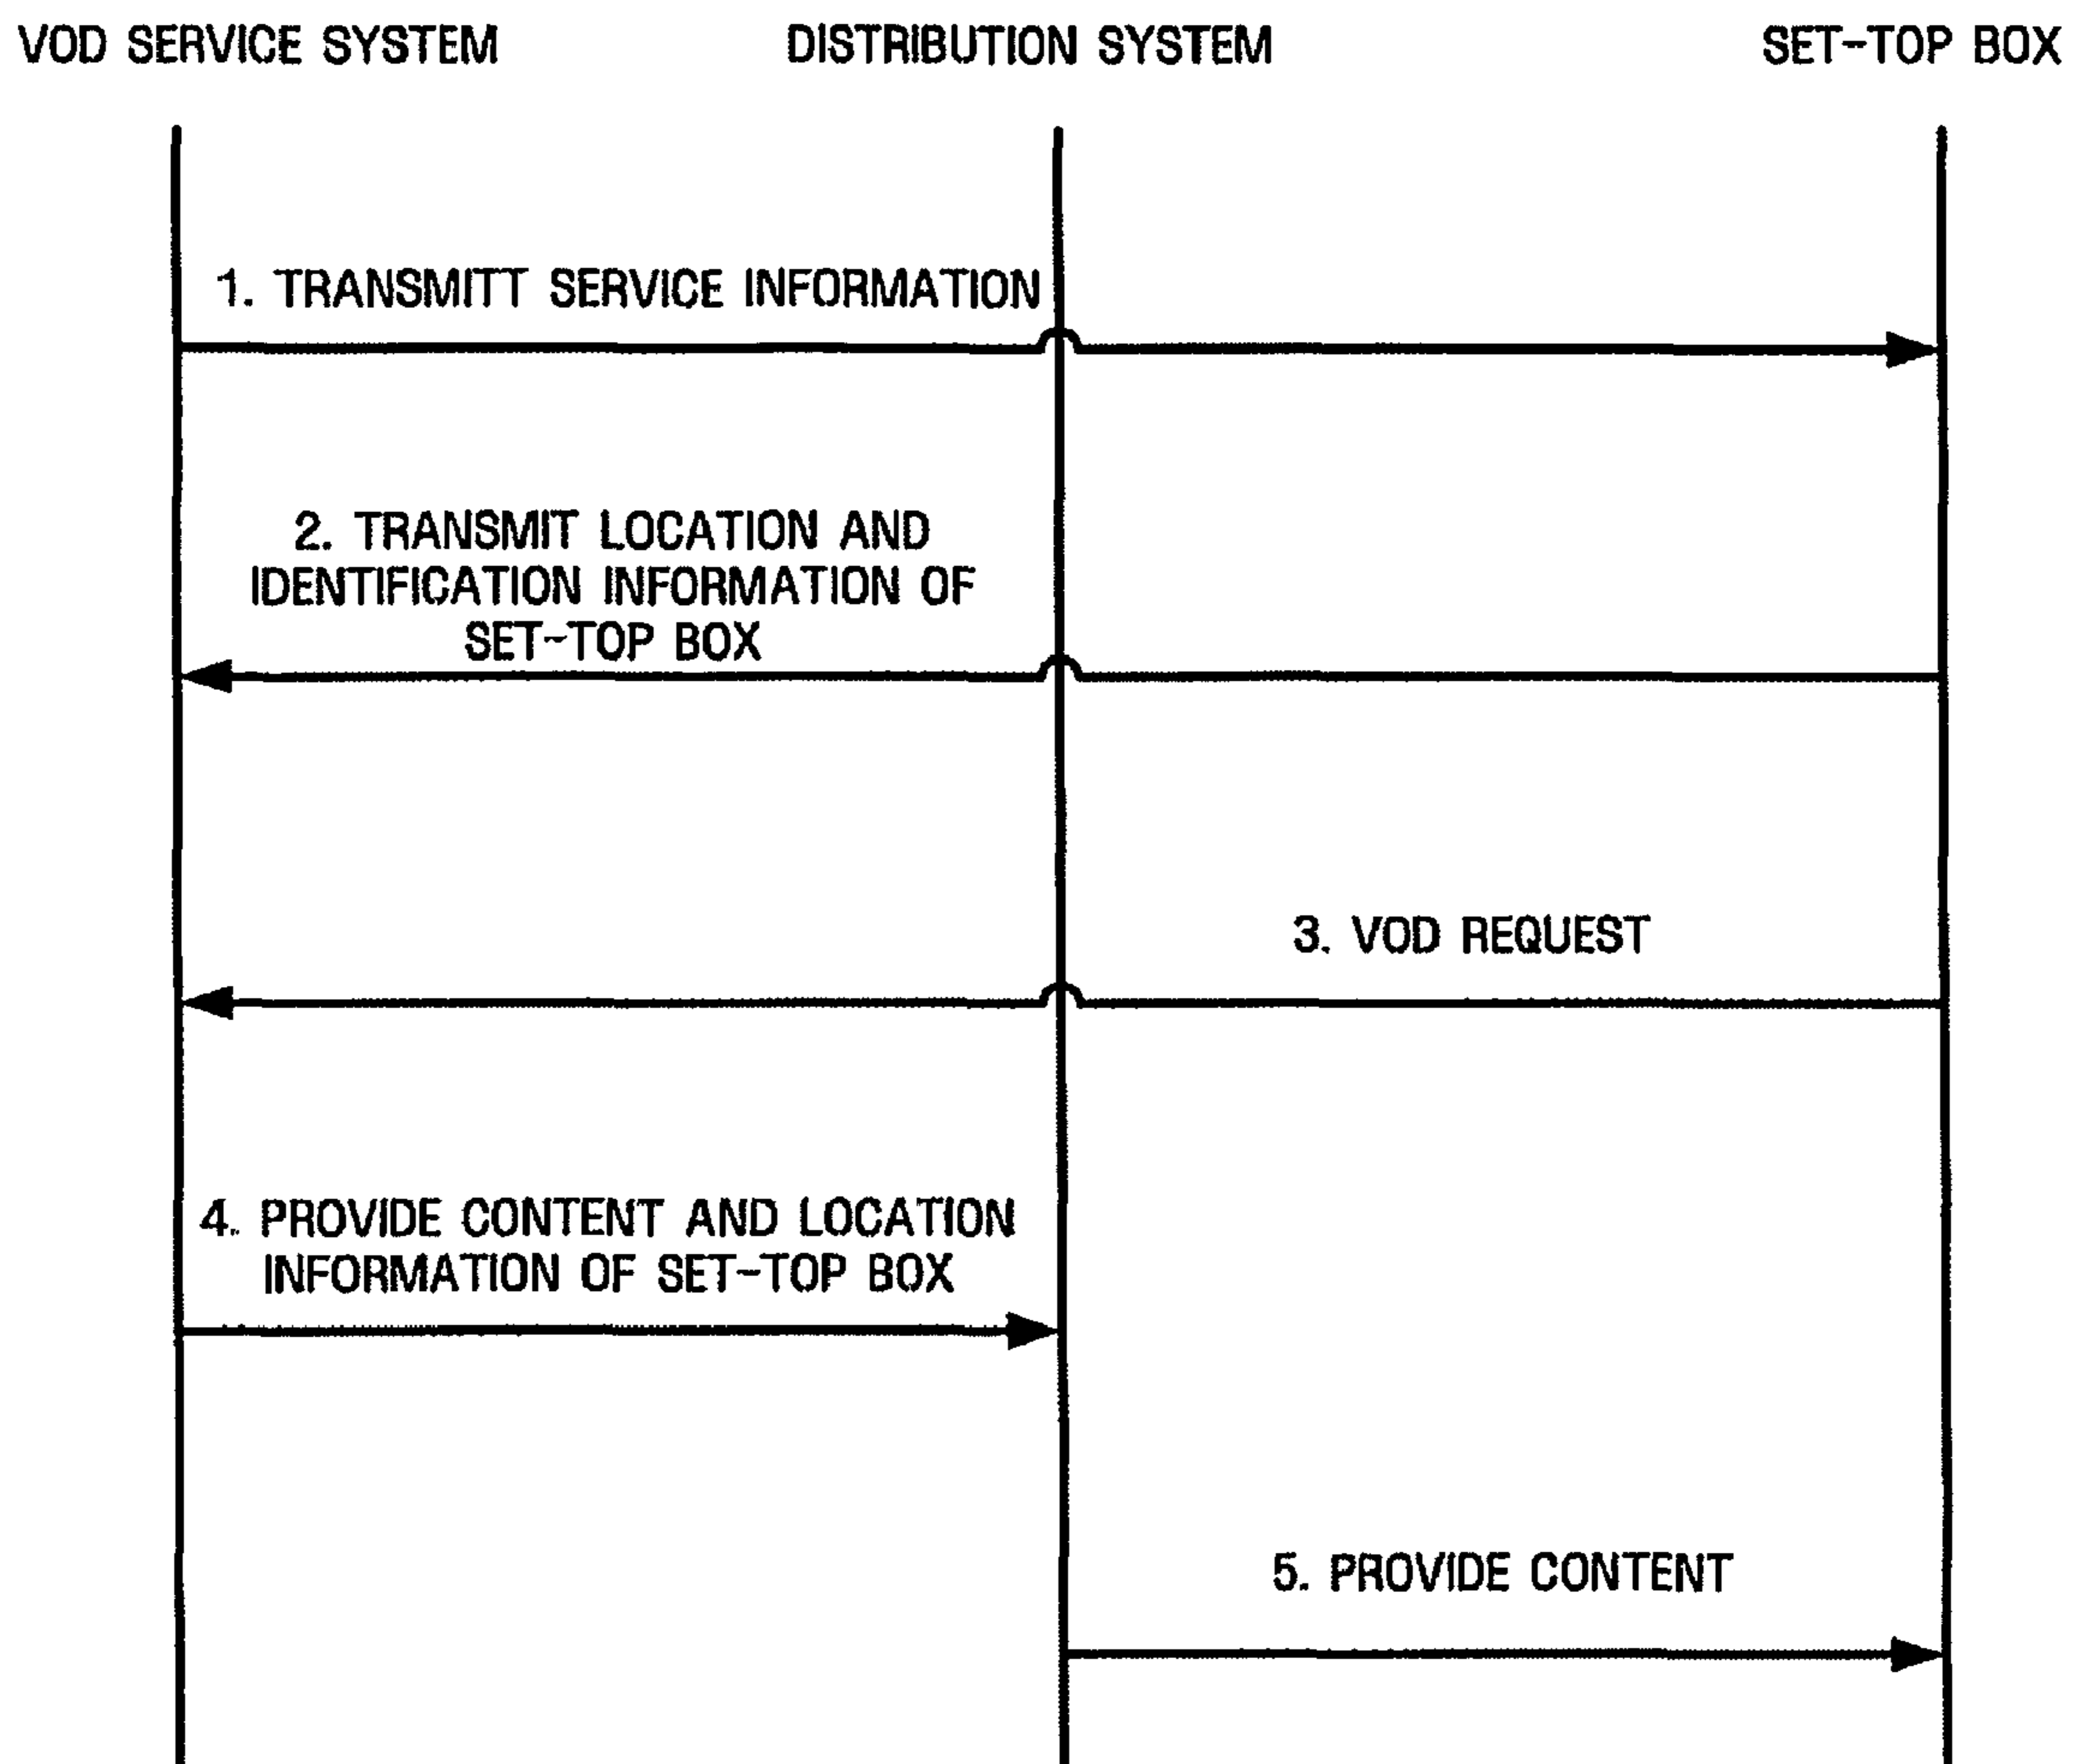 VOD SERVICE SYSTEM
DISTRIBUTION SYSTEM
SET-TOP BOX
1. TRANSMITT SERVICE INFORMATION
2. TRANSMIT LOCATION AND
IDENTIFICATION INFORMATION OF
SET-TOP BOX
3. VOD REQUEST
4. PROVIDE CONTENT AND LOCATION
INFORMATION OF SET-TOP BOX
5. PROVIDE CONTENT